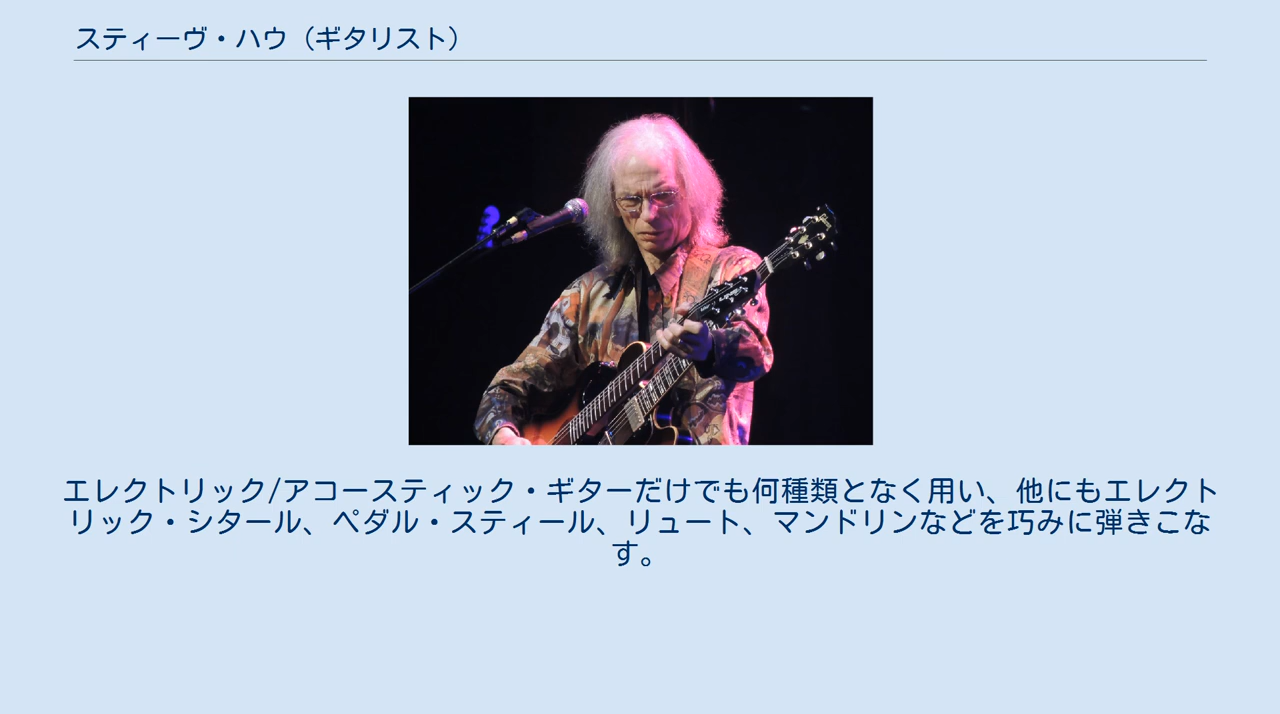 スティーヴ・ハウ（ギタリスト）
エレクトリック/アコースティック・ギターだけでも何種類となく用い、他にもエレクト
リック・シタール、ペダル・スティール、リュート、マンドリンなどを巧みに弾きこな
す。